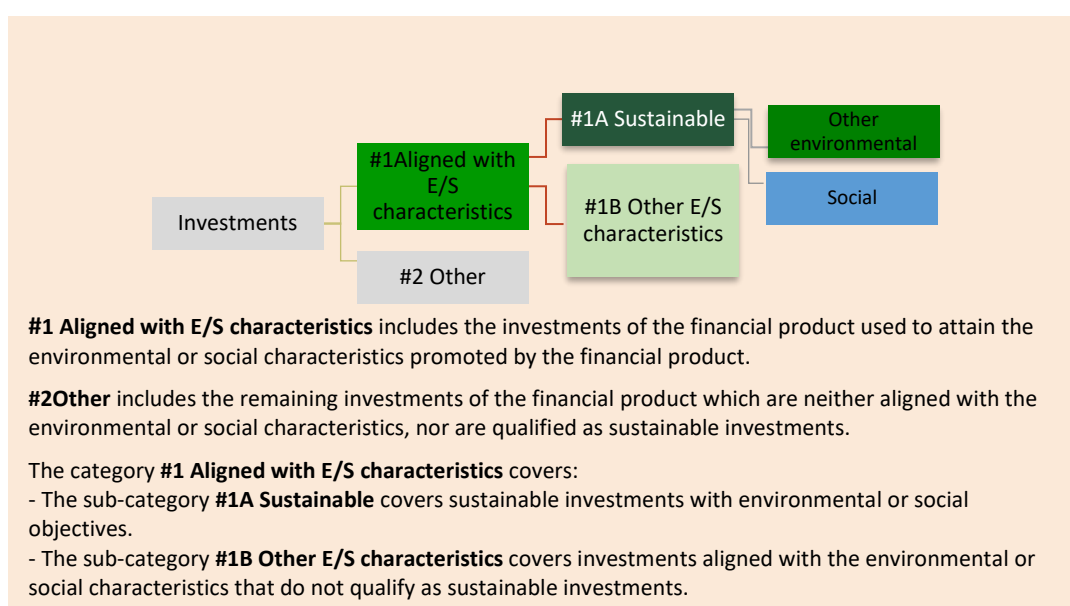 #1A Sustainable
Other
environmental
#1Aligned with
E/S
characteristics
Social
#1B Other E/S
characteristics
Investments
#2 Other
#1 Aligned with E/S characteristics includes the investments of the financial product used to attain the
environmental or social characteristics promoted by the financial product.
#2Other includes the remaining investments of the financial product which are neither aligned with the
environmental or social characteristics, nor are qualified as sustainable investments.
The category #1 Aligned with E/S characteristics covers:
- The sub-category #1A Sustainable covers sustainable investments with environmental or social
objectives.
- The sub-category #1B Other E/S characteristics covers investments aligned with the environmental or
social characteristics that do not qualify as sustainable investments.